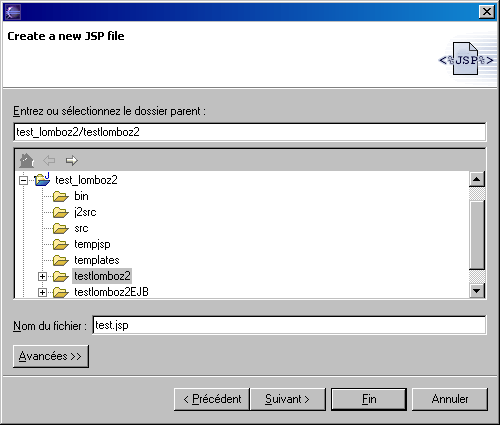 Create a new JSP file
<%JSP%>
Entrez ou sélectionnez le dossier parent :
test_lomboz2/testlomboz2
test_lomboz2
bin
j2src
src
tempjsp
templates
testlomboz2
testlomboz2EJB
Nom du fichier : test.jsp
Avancées >>
< Précédent Suivant > Fin Annuler